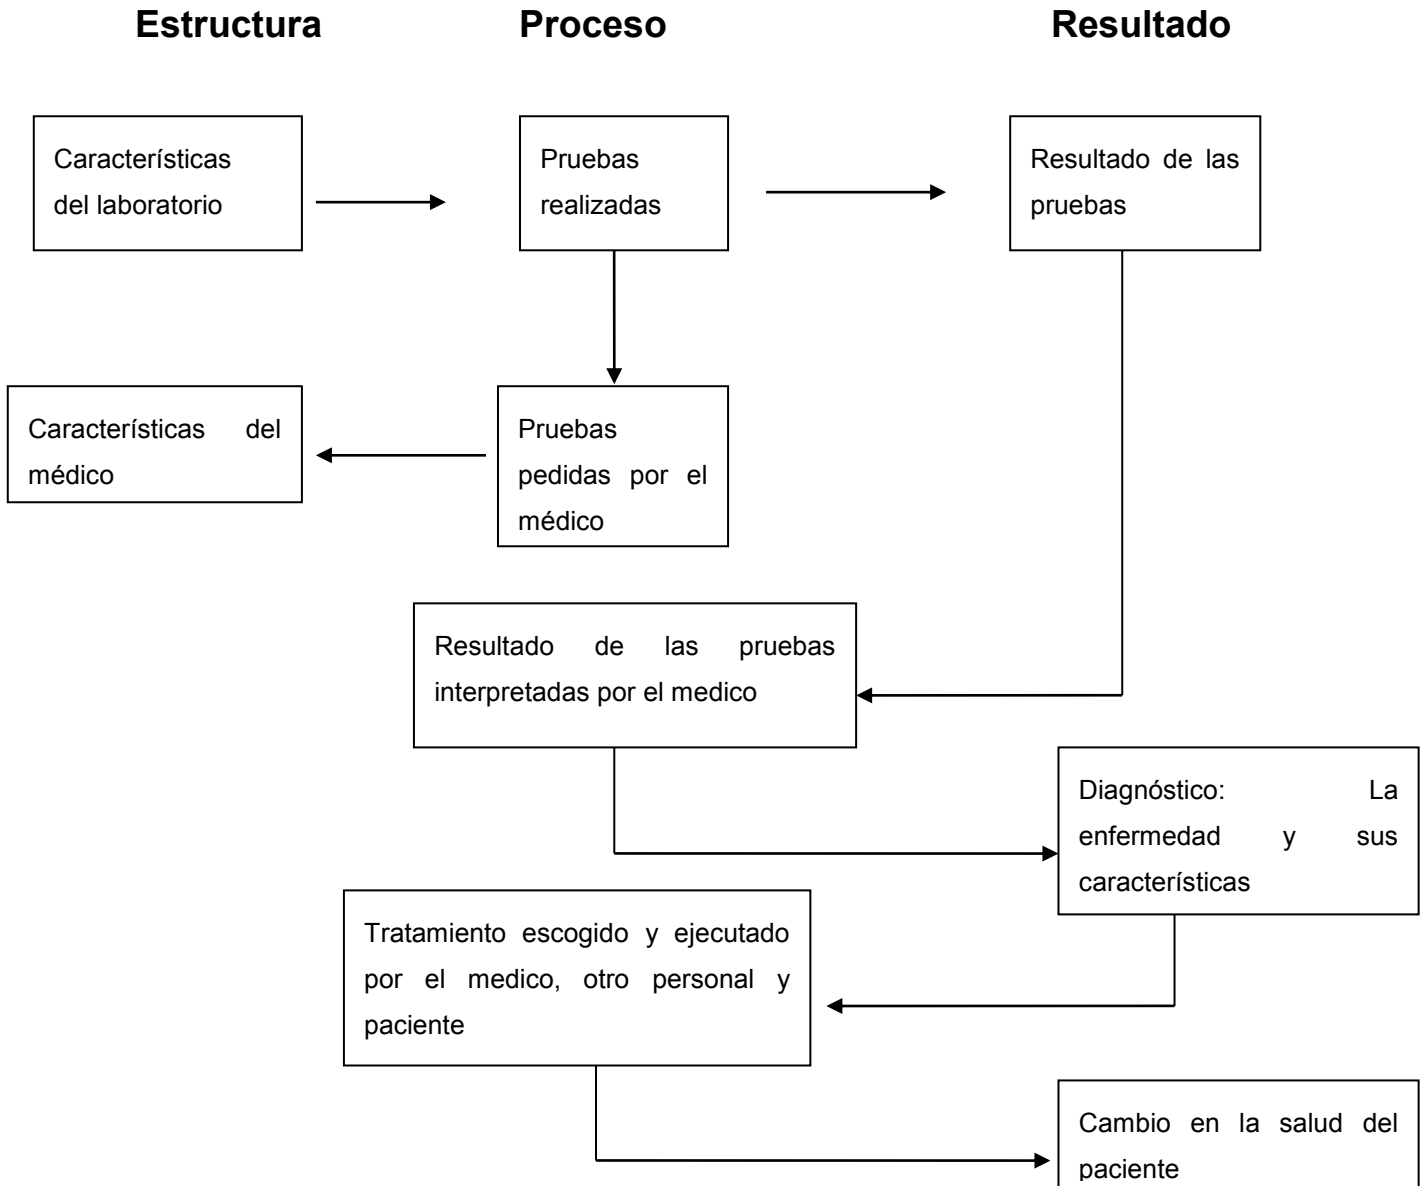 Estructura Proceso Resultado
Características
del laboratorio
Pruebas
realizadas
Resultado de las
pruebas
Características del
médico
Pruebas
pedidas por el
médico
Resultado de las pruebas
interpretadas por el medico
Diagnóstico: La
enfermedad y sus
características
Tratamiento escogido y ejecutado
por el medico, otro personal y
paciente
Cambio en la salud del
paciente